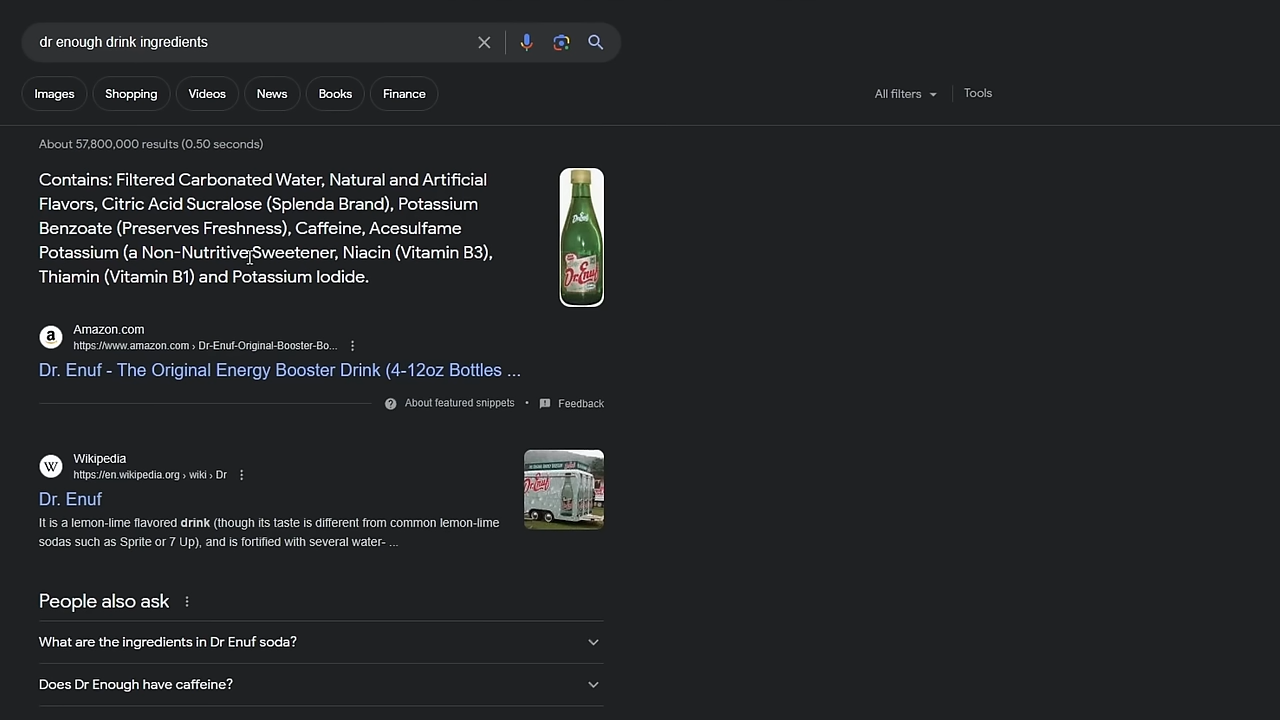 dr enough drink ingredients
Images
Shopping
Videos
News
Books
Finance
All filters
Tools
About 57,800,000 results (0.50 seconds)
Contains: Filtered Carbonated Water, Natural and Artificial
Flavors, Citric Acid Sucralose (Splenda Brand), Potassium
Benzoate (Preserves Freshness), Caffeine, Acesulfame
Potassium (a Non-Nutritive Sweetener, Niacin (Vitamin B3),
Thiamin (Vitamin B1) and Potassium Iodide.
Dr. Enuf
a
Amazon.com
https://www.amazon.com › Dr-Enuf-Original-Booster-Bo...
Dr. Enuf - The Original Energy Booster Drink (4-12oz Bottles ...
About featured snippets
•
Feedback
W
Wikipedia
https://en.wikipedia.org › wiki › Dr
Dr. Enuf
It is a lemon-lime flavored drink (though its taste is different from common lemon-lime
sodas such as Sprite or 7 Up), and is fortified with several water- ...
Dr. Enuf
People also ask
What are the ingredients in Dr Enuf soda?
Does Dr Enough have caffeine?